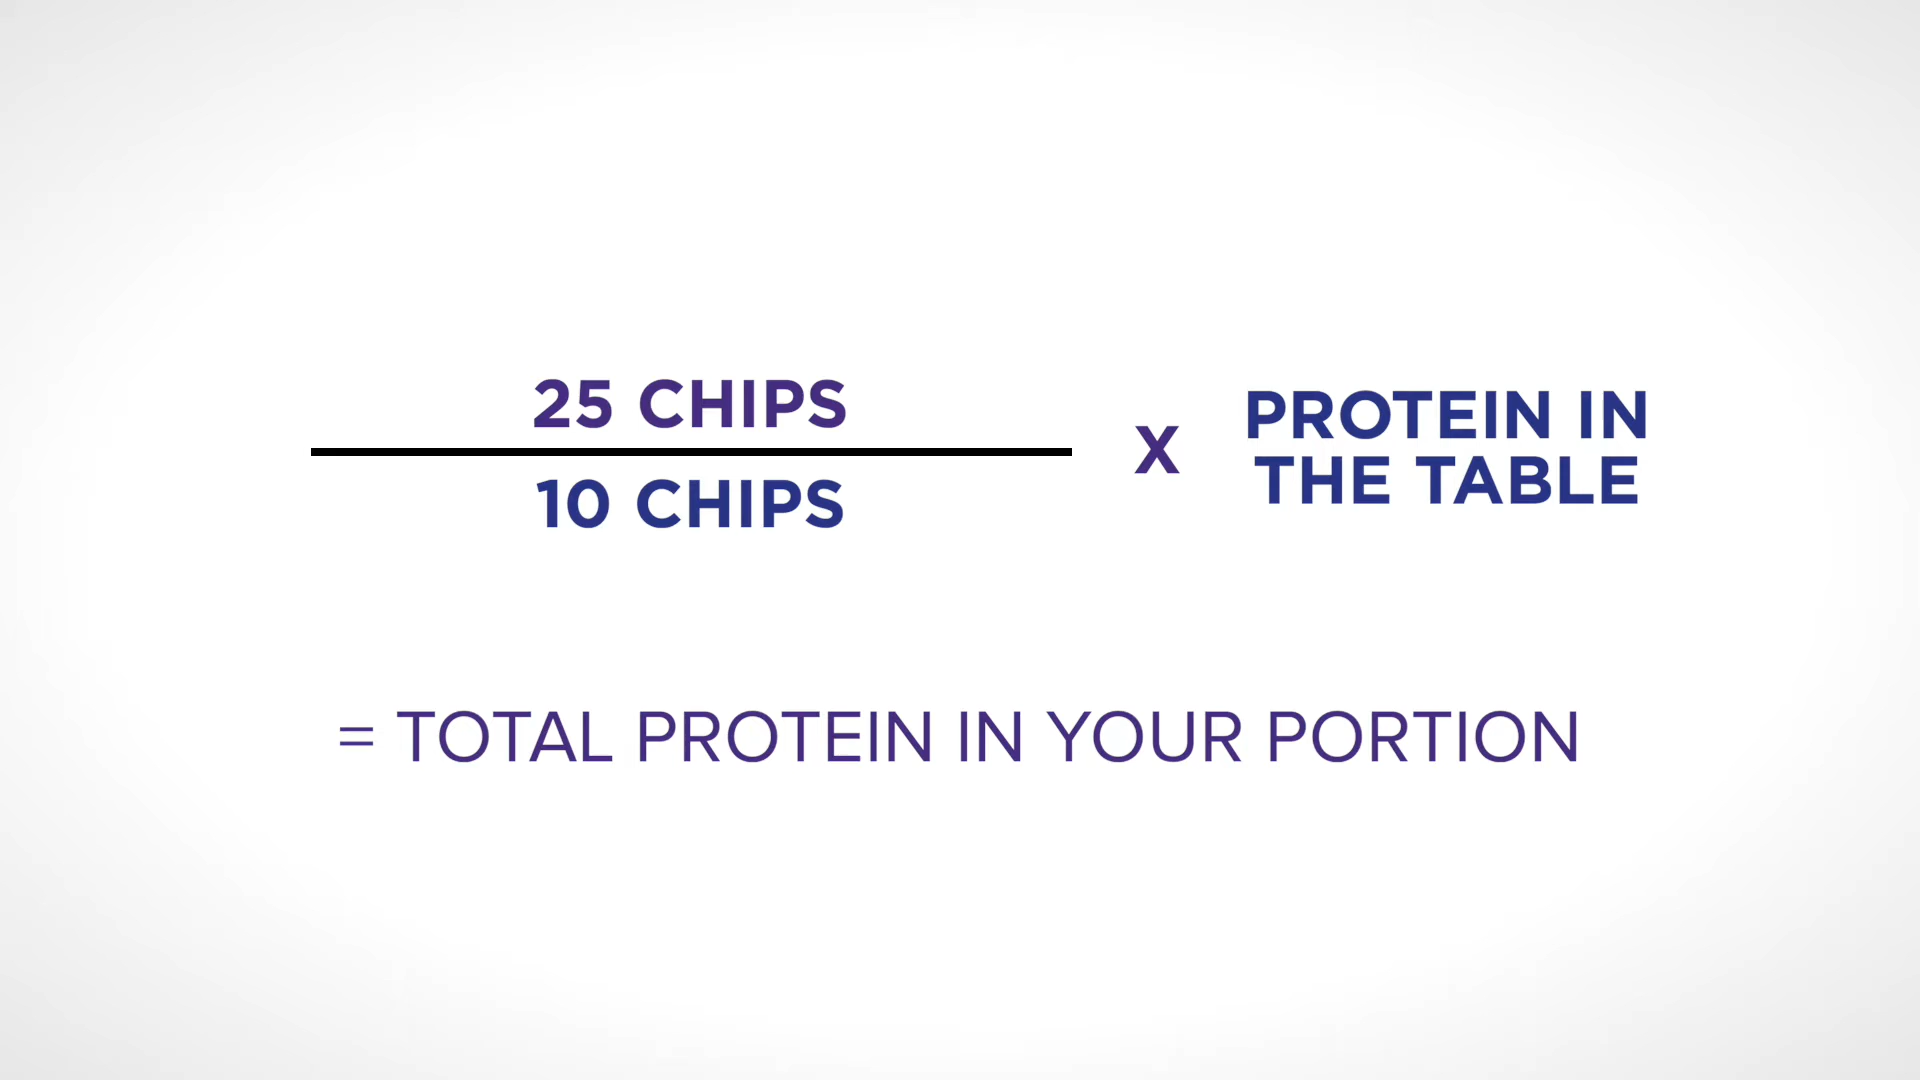 25 CHIPS
10 CHIPS
X
PROTEIN IN
THE TABLE
= TOTAL PROTEIN IN YOUR PORTION